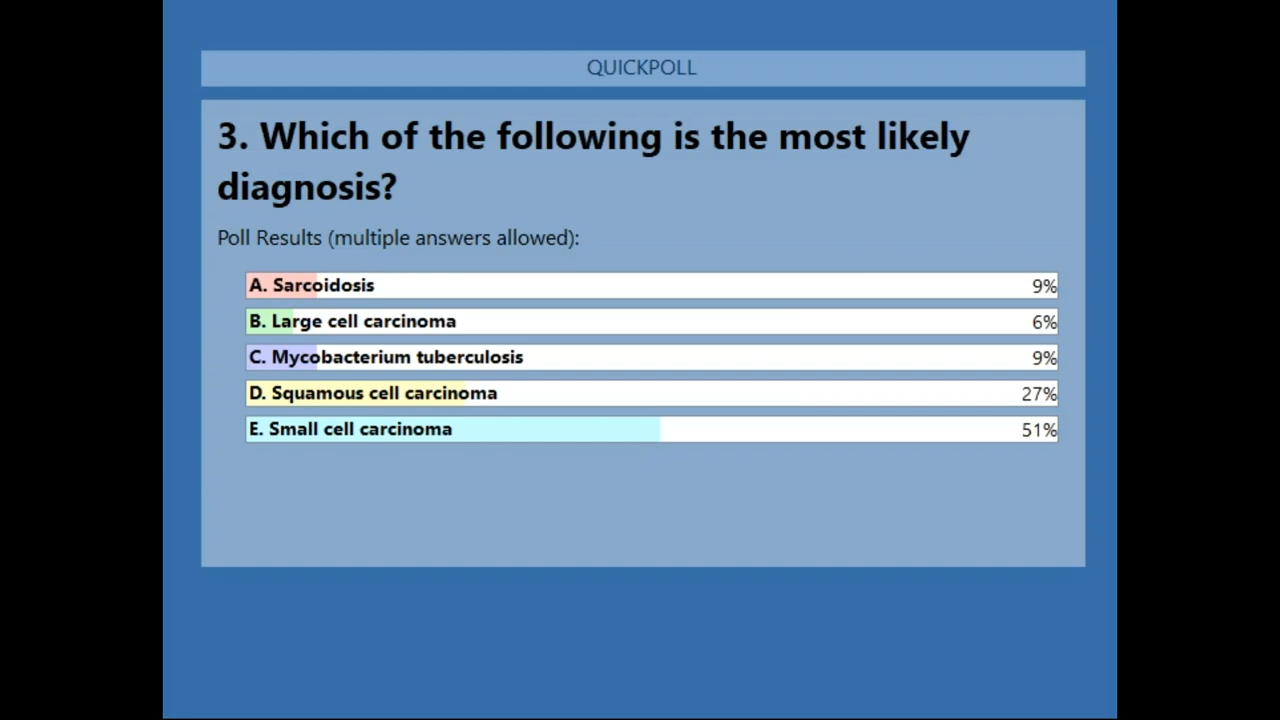 QUICKPOLL
3. Which of the following is the most likely
diagnosis?
Poll Results (multiple answers allowed):
A. Sarcoidosis 9%
B. Large cell carcinoma 6%
C. Mycobacterium tuberculosis 9%
D. Squamous cell carcinoma 27%
E. Small cell carcinoma 51%